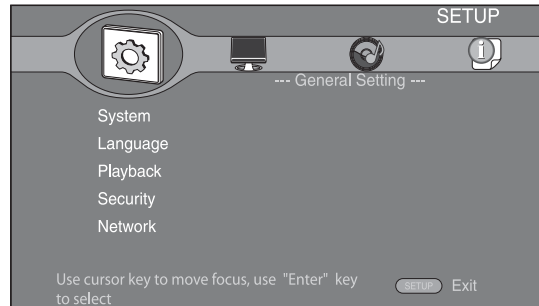 SETUP
--- General Setting ---
System
Language
Playback
Security
Network
Use cursor key to move focus, use "Enter" key
to select
SETUP Exit